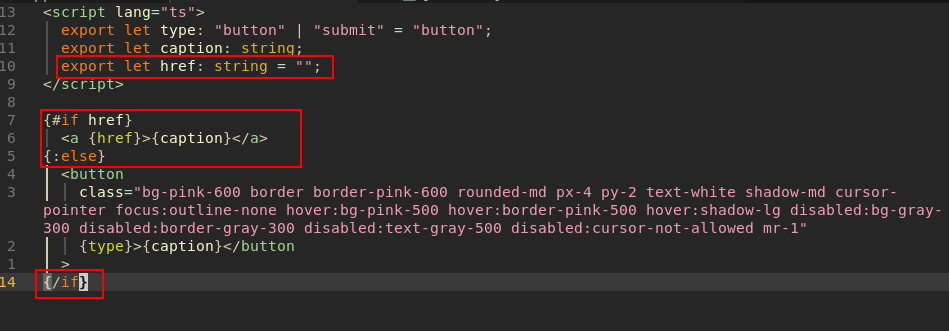 13 <script lang="ts">
12 export let type: "button" | "submit" = "button";
11 export let caption: string;
10 export let href: string = "";
9 </script>
8
7 {#if href}
6 <a {href}>{caption}</a>
5 {:else}
4 <button
3 class="bg-pink-600 border border-pink-600 rounded-md px-4 py-2 text-white shadow-md cursor-
pointer focus:outline-none hover:bg-pink-500 hover:border-pink-500 hover:shadow-lg disabled:bg-gray-
300 disabled:border-gray-300 disabled:text-gray-500 disabled:cursor-not-allowed mr-1"
2 {type}>{caption}</button
1 >
14 {/if}